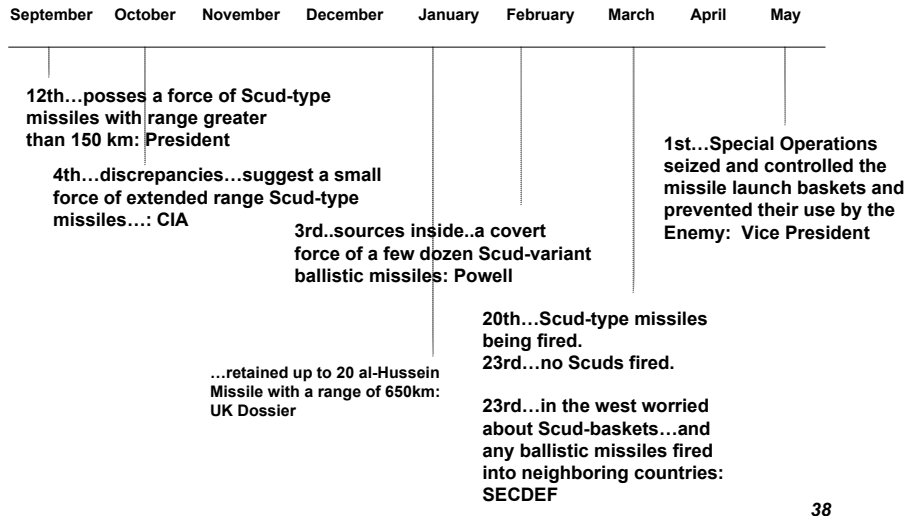 September October November December January February March April May
12th…posses a force of Scud-type
missiles with range greater
than 150 km: President
4th…discrepancies…suggest a small
force of extended range Scud-type
missiles…: CIA
3rd..sources inside..a covert
force of a few dozen Scud-variant
ballistic missiles: Powell
1st…Special Operations
seized and controlled the
missile launch baskets and
prevented their use by the
Enemy: Vice President
…retained up to 20 al-Hussein
Missile with a range of 650km:
UK Dossier
20th…Scud-type missiles
being fired.
23rd…no Scuds fired.
23rd…in the west worried
about Scud-baskets…and
any ballistic missiles fired
into neighboring countries:
SECDEF
38